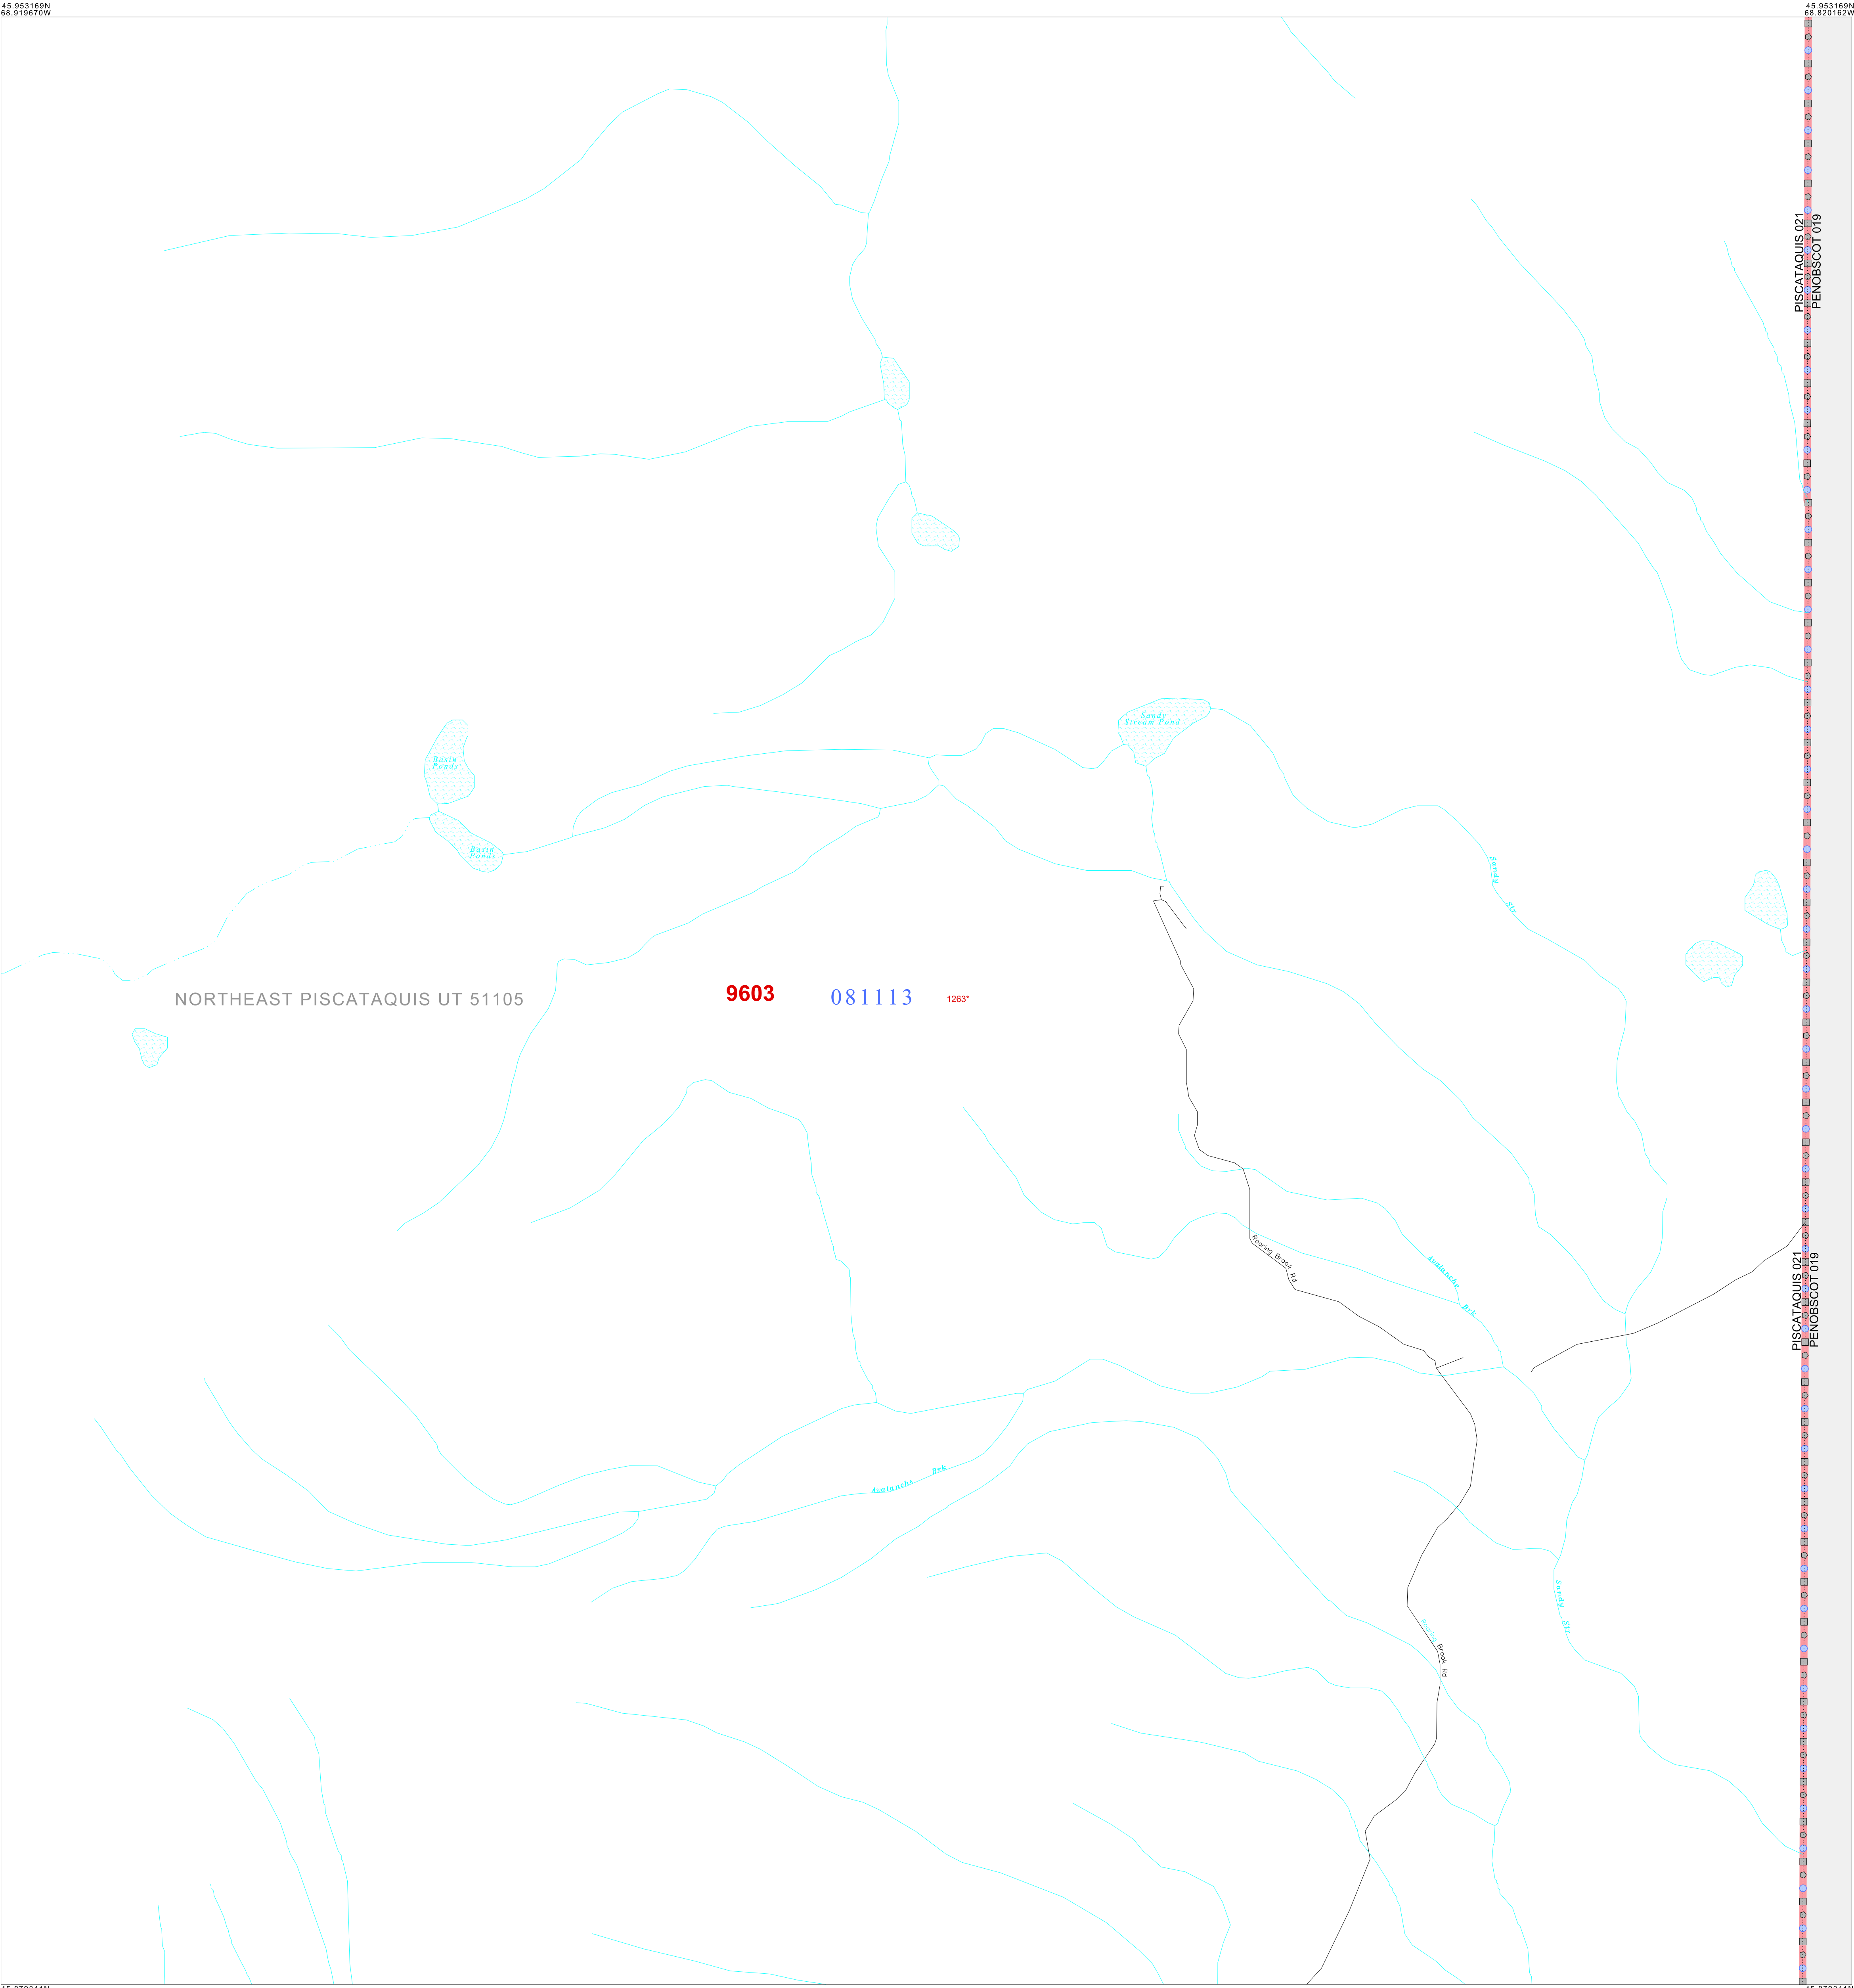 45.953169N
68.919670W
45.953169N
68.820162W
PISCATAQUIS 021
PENOBSCOT 019
Sandy
Stream Pond
Basin
Ponds
Basin
Ponds
Sandy Str
NORTHEAST PISCATAQUIS UT 51105
9603
081113
1263*
Roaring Brook Rd
Avalanche Brk
PISCATAQUIS 021
PENOBSCOT 019
Avalanche Brk
Sandy Str
Roaring Brook Rd